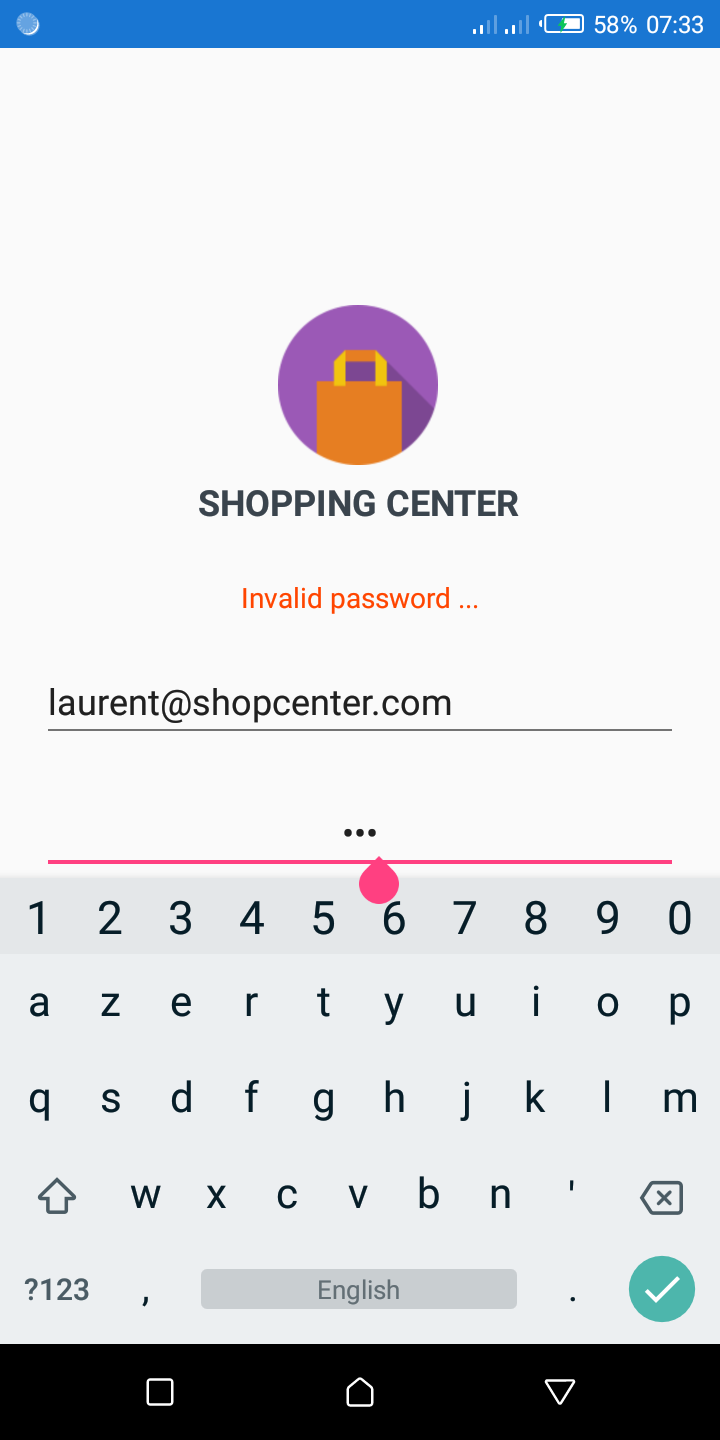 58% 07:33
SHOPPING CENTER
Invalid password ...
laurent@shopcenter.com
•••
1 2 3 4 5 6 7 8 9 0
a z e r t y u i o p
q s d f g h j k l m
w x c v b n '
?123 , English .